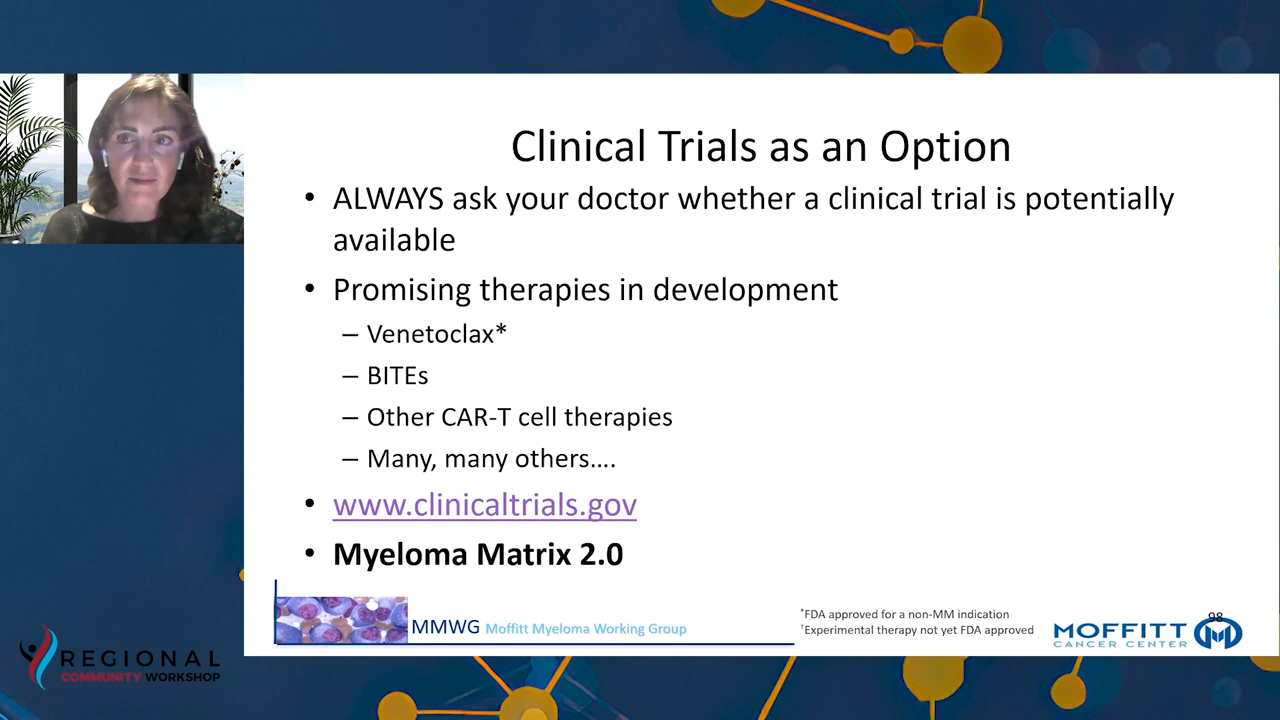 Clinical Trials as an Option
• ALWAYS ask your doctor whether a clinical trial is potentially
available
• Promising therapies in development
– Venetoclax*
– BITEs
– Other CAR-T cell therapies
– Many, many others….
• www.clinicaltrials.gov
• Myeloma Matrix 2.0
MMWG Moffitt Myeloma Working Group
*FDA approved for a non-MM indication
†Experimental therapy not yet FDA approved
MOFFITT
CANCER CENTER
98
REGIONAL
COMMUNITY WORKSHOP